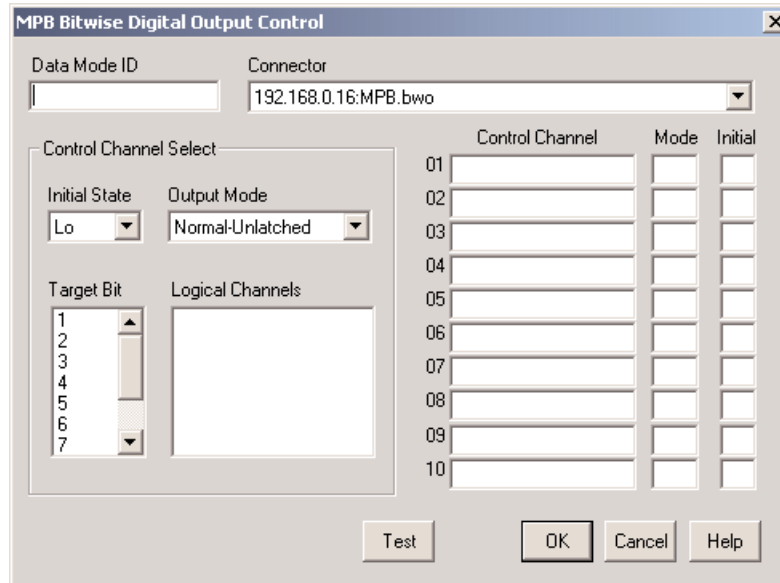 MPB Bitwise Digital Output Control
Data Mode ID
Connector
192.168.0.16:MPB.bwo
Control Channel Select
Initial State
Output Mode
Lo
Normal-Unlatched
Target Bit
Logical Channels
1
2
3
4
5
6
7
Control Channel Mode Initial
01
02
03
04
05
06
07
08
09
10
Test
OK
Cancel
Help